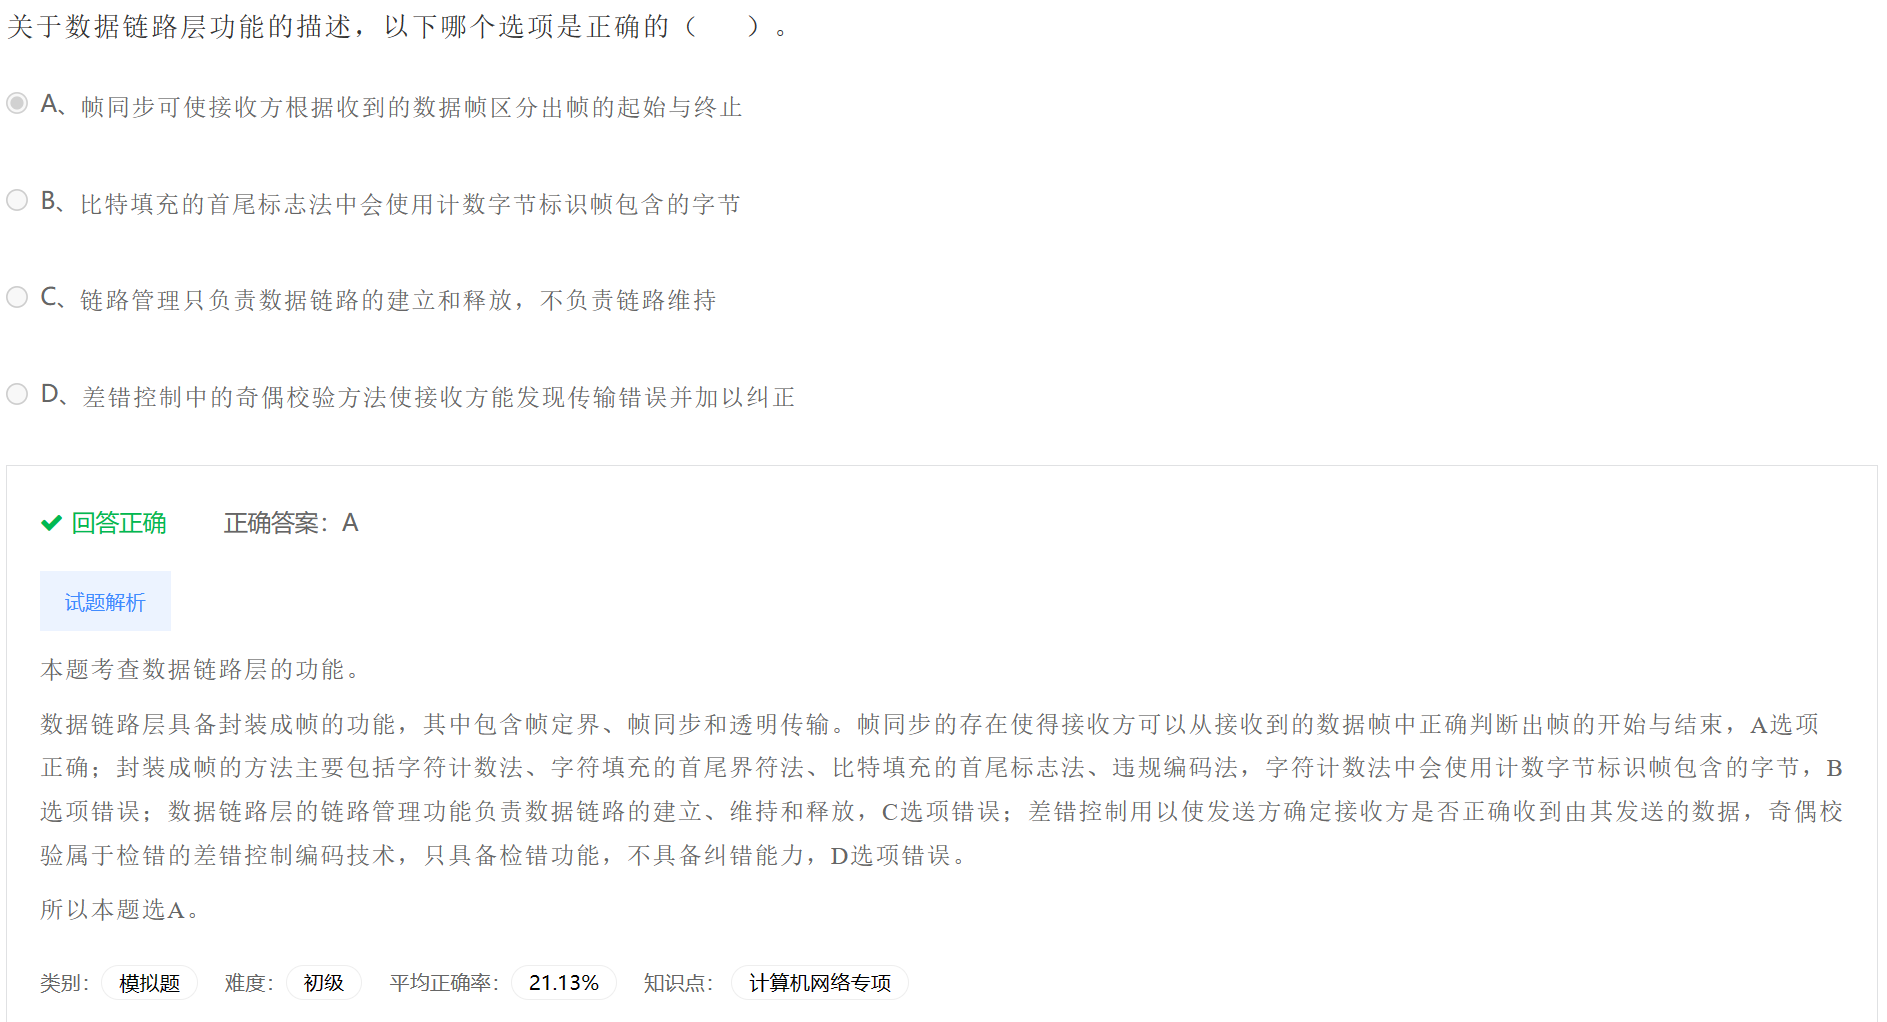 关于数据链路层功能的描述，以下哪个选项是正确的（　　）。
A、帧同步可使接收方根据收到的数据帧区分出帧的起始与终止
B、比特填充的首尾标志法中会使用计数字节标识帧包含的字节
C、链路管理只负责数据链路的建立和释放，不负责链路维持
D、差错控制中的奇偶校验方法使接收方能发现传输错误并加以纠正
回答正确　正确答案：A
试题解析
本题考查数据链路层的功能。
数据链路层具备封装成帧的功能，其中包含帧定界、帧同步和透明传输。帧同步的存在使得接收方可以从接收到的数据帧中正确判断出帧的开始与结束，A选项
正确；封装成帧的方法主要包括字符计数法、字符填充的首尾界符法、比特填充的首尾标志法、违规编码法，字符计数法中会使用计数字节标识帧包含的字节，B
选项错误；数据链路层的链路管理功能负责数据链路的建立、维持和释放，C选项错误；差错控制用以使发送方确定接收方是否正确收到由其发送的数据，奇偶校
验属于检错的差错控制编码技术，只具备检错功能，不具备纠错能力，D选项错误。
所以本题选A。
类别：模拟题　难度：初级　平均正确率：21.13%　知识点：计算机网络专项